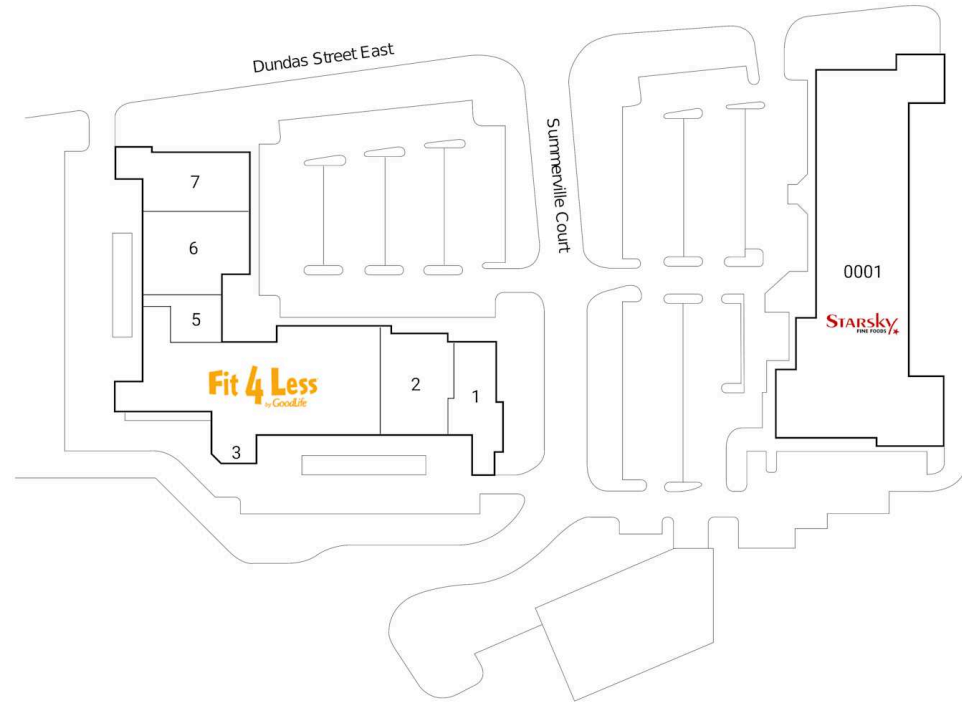 Dundas Street East
Summerville Court
7
6
0001
5
STARSKY
FINE FOODS
Fit 4 Less
by GoodLife
2
1
3